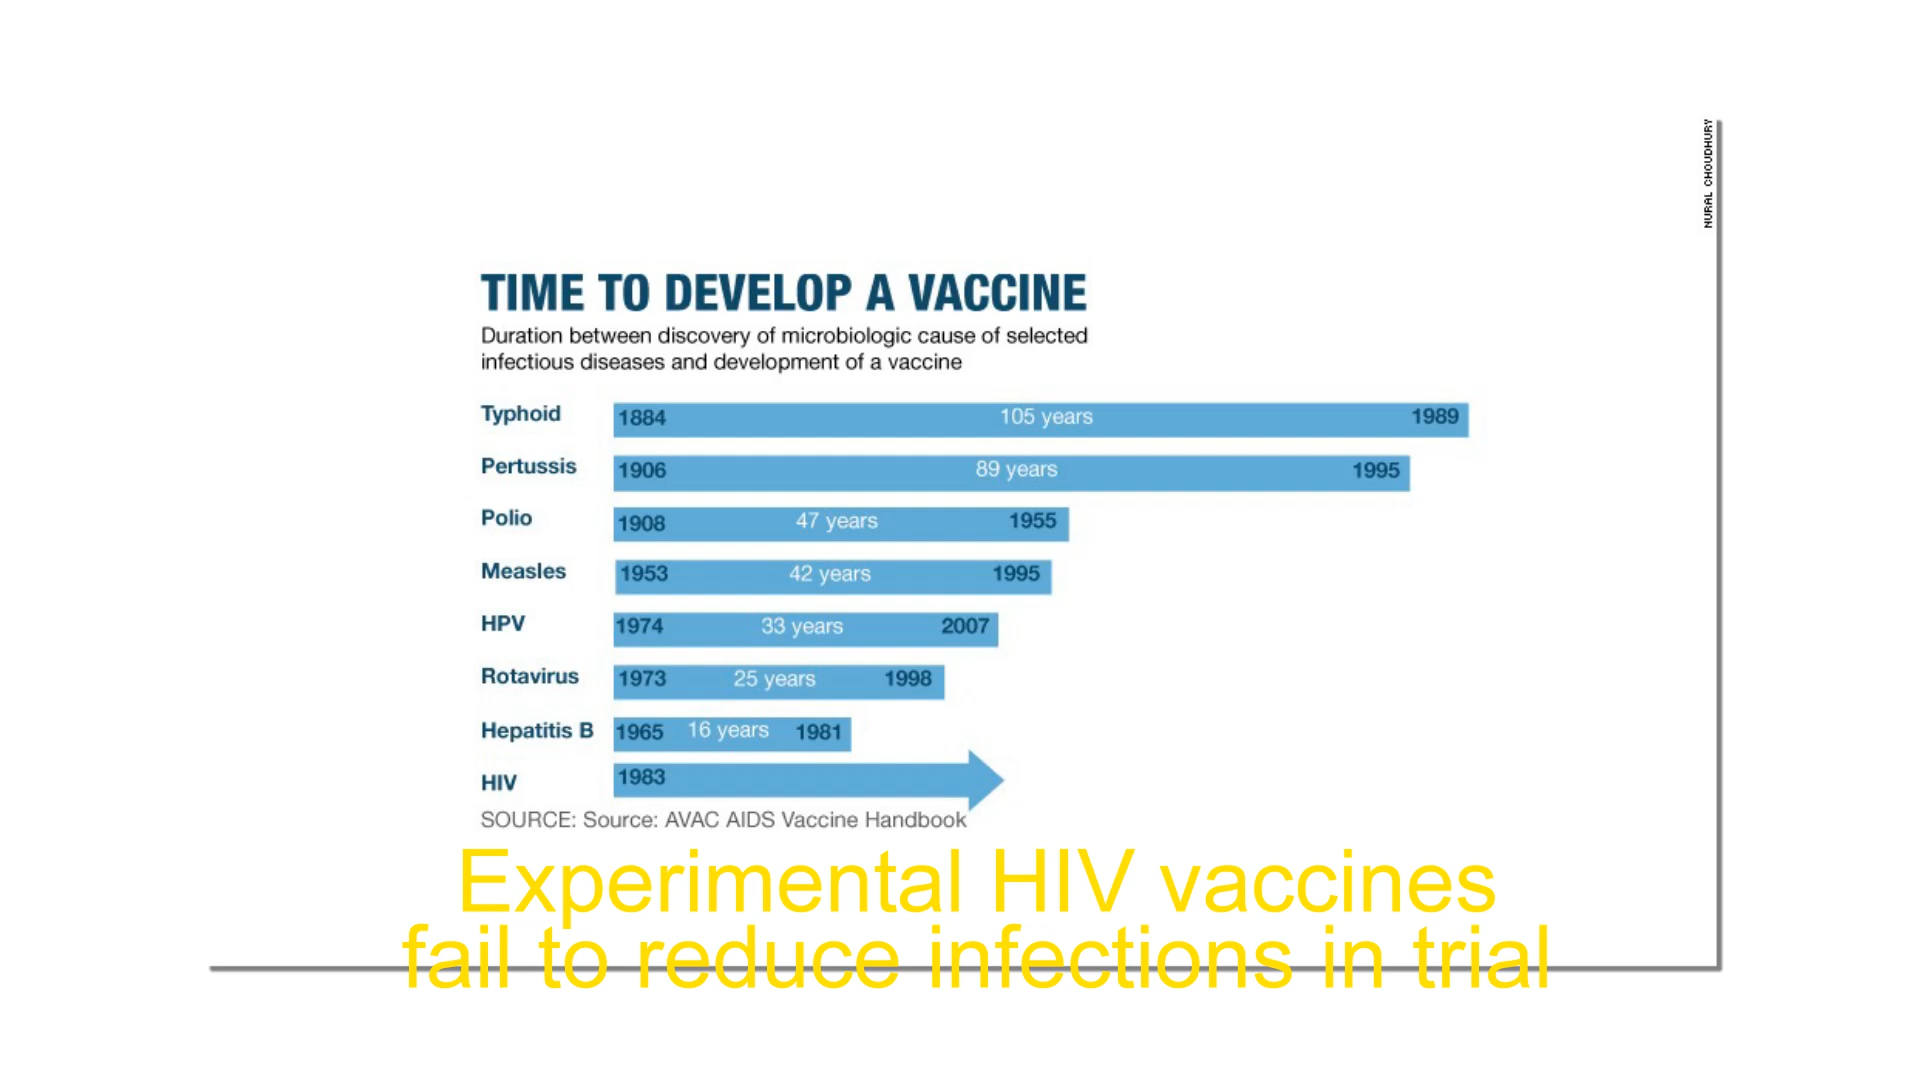 NURAL CHOUDHURY
TIME TO DEVELOP A VACCINE
Duration between discovery of microbiologic cause of selected
infectious diseases and development of a vaccine
Typhoid 1884 105 years 1989
Pertussis 1906 89 years 1995
Polio 1908 47 years 1955
Measles 1953 42 years 1995
HPV 1974 33 years 2007
Rotavirus 1973 25 years 1998
Hepatitis B 1965 16 years 1981
HIV 1983
SOURCE: Source: AVAC AIDS Vaccine Handbook
Experimental HIV vaccines
fail to reduce infections in trial